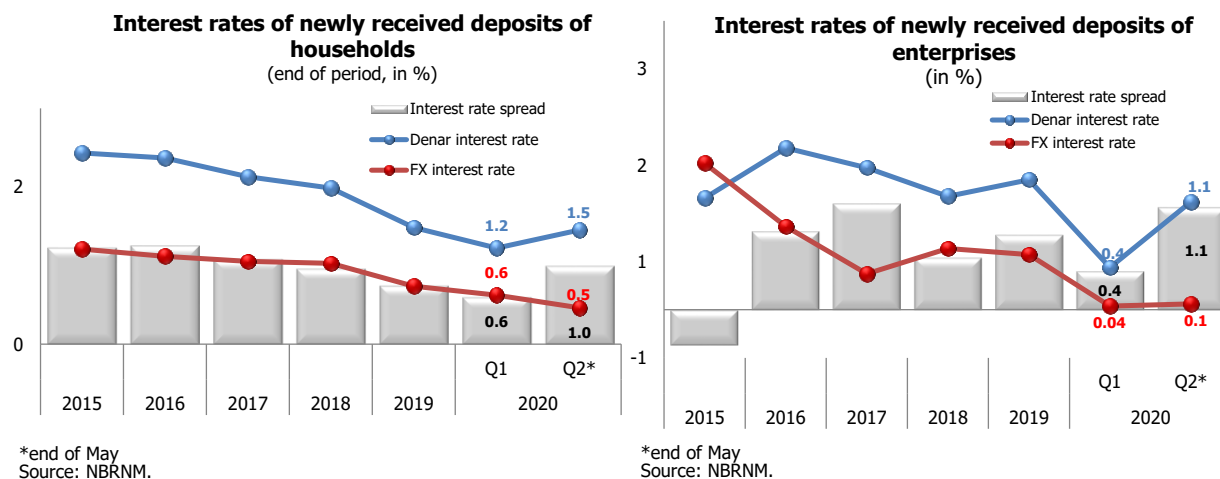 Interest rates of newly received deposits of
households
(end of period, in %)
Interest rate spread
Denar interest rate
FX interest rate
2
0
1.2
1.5
0.6
0.5
0.6
1.0
Q1
Q2*
2015
2016
2017
2018
2019
2020
*end of May
Source: NBRNM.
Interest rates of newly received deposits of
enterprises
(in %)
Interest rate spread
Denar interest rate
FX interest rate
3
2
1
-1
0.4
1.1
0.4
1.1
0.04
0.1
Q1
Q2*
2015
2016
2017
2018
2019
2020
*end of May
Source: NBRNM.